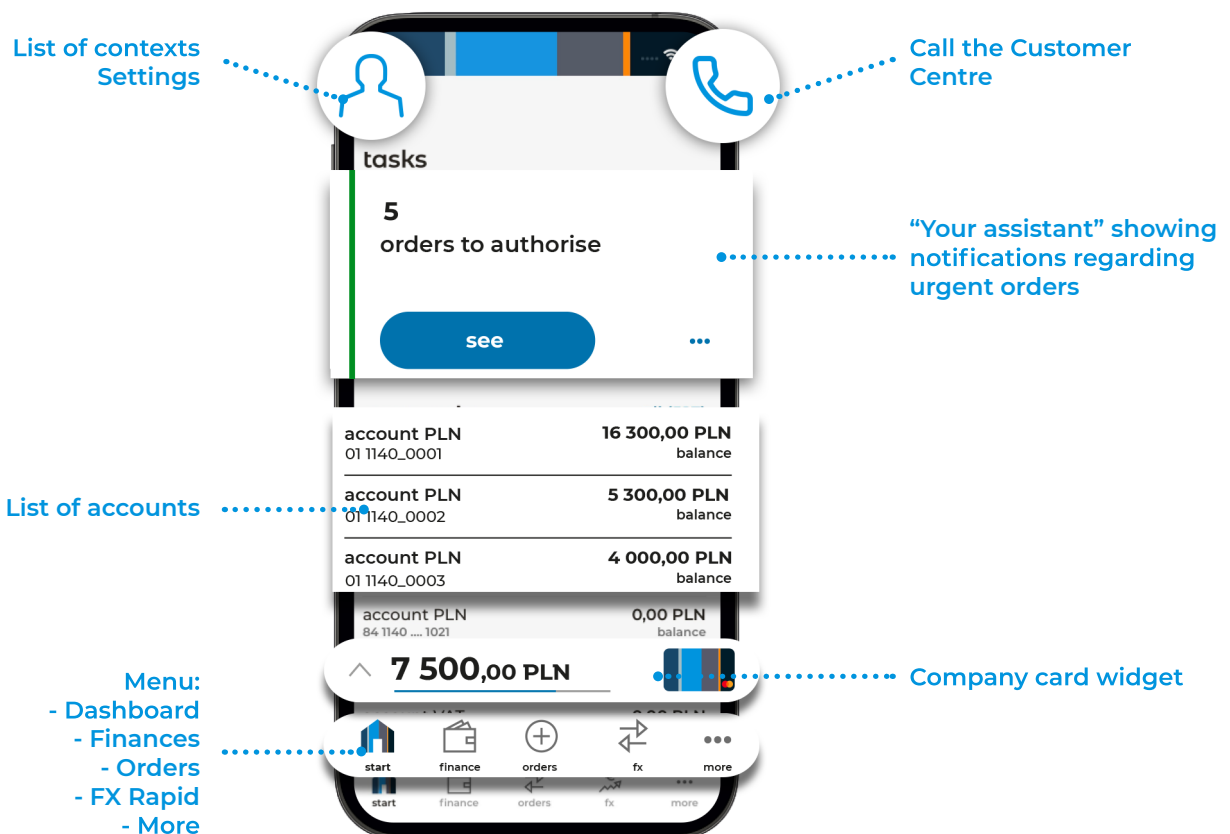 List of contexts
Settings
Call the Customer
Centre
tasks
5
orders to authorise
see
“Your assistant” showing
notifications regarding
urgent orders
account PLN 16 300,00 PLN
01 1140_0001 balance
account PLN 5 300,00 PLN
01 1140_0002 balance
account PLN 4 000,00 PLN
01 1140_0003 balance
List of accounts
account PLN 0,00 PLN
84 1140 .... 1021 balance
7 500,00 PLN
Company card widget
Menu:
- Dashboard
- Finances
- Orders
- FX Rapid
- More
start finance orders fx more
start finance orders fx more